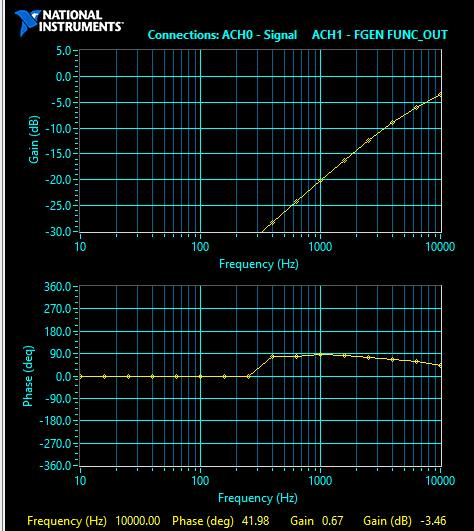 NATIONAL
INSTRUMENTS
Connections: ACH0 - Signal ACH1 - FGEN FUNC_OUT
5.0
0.0
-5.0
-10.0
-15.0
-20.0
-25.0
-30.0
Gain (dB)
10 100 1000 10000
Frequency (Hz)
360.0
270.0
180.0
90.0
0.0
-90.0
-180.0
-270.0
-360.0
Phase (deg)
10 100 1000 10000
Frequency (Hz)
Frequency (Hz) 10000.00 Phase (deg) 41.98 Gain 0.67 Gain (dB) -3.46